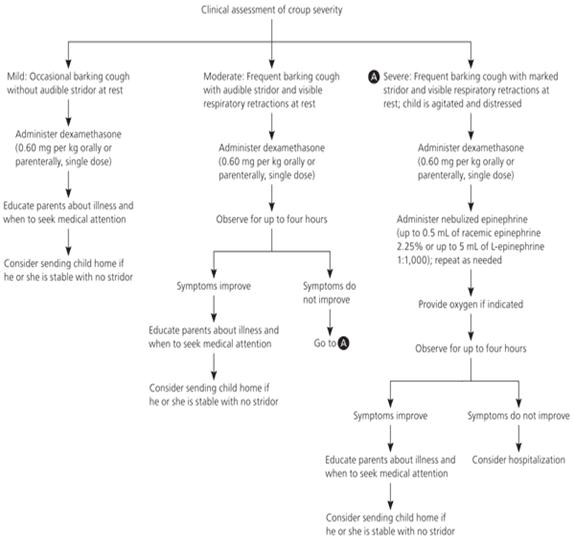 Clinical assessment of croup severity
Mild: Occasional barking cough
without audible stridor at rest
Administer dexamethasone
(0.60 mg per kg orally or
parenterally, single dose)
Educate parents about illness and
when to seek medical attention
Consider sending child home if
he or she is stable with no stridor
Moderate: Frequent barking cough
with audible stridor and visible
respiratory retractions at rest
Administer dexamethasone
(0.60 mg per kg orally or
parenterally, single dose)
Observe for up to four hours
Symptoms improve
Educate parents about illness and
when to seek medical attention
Consider sending child home if
he or she is stable with no stridor
Symptoms do
not improve
Go to A
A Severe: Frequent barking cough with marked
stridor and visible respiratory retractions at
rest; child is agitated and distressed
Administer dexamethasone
(0.60 mg per kg orally or
parenterally, single dose)
Administer nebulized epinephrine
(up to 0.5 mL of racemic epinephrine
2.25% or up to 5 mL of L-epinephrine
1:1,000); repeat as needed
Provide oxygen if indicated
Observe for up to four hours
Symptoms improve
Educate parents about illness and
when to seek medical attention
Consider sending child home if
he or she is stable with no stridor
Symptoms do not improve
Consider hospitalization